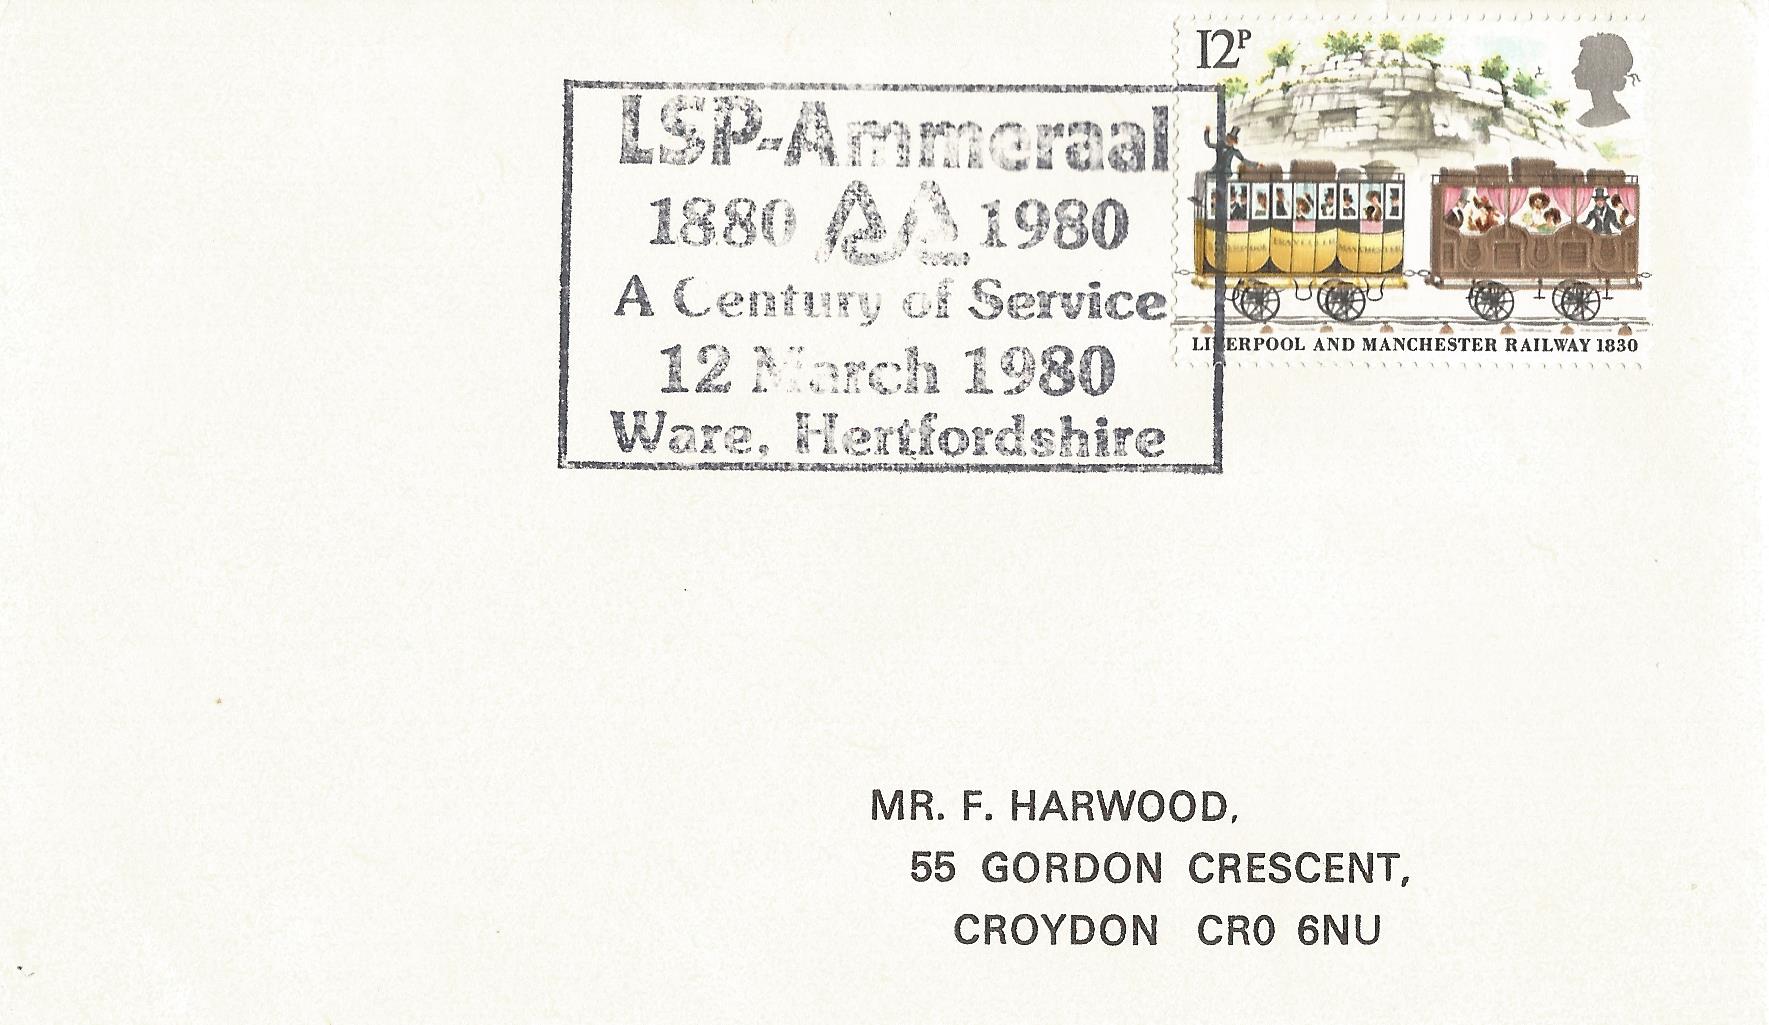 12P
LSP-Ammeraal
1880 1980
A Century of Service
12 March 1980
Ware, Hertfordshire
LIVERPOOL AND MANCHESTER RAILWAY 1830
MR. F. HARWOOD,
55 GORDON CRESCENT,
CROYDON CR0 6NU